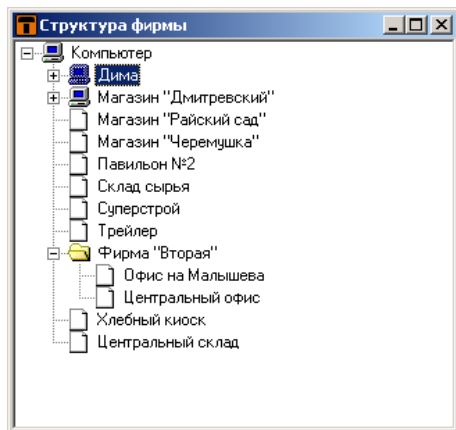 Структура фирмы
Компьютер
Дима
Магазин "Дмитревский"
Магазин "Райский сад"
Магазин "Черемушка"
Павильон №2
Склад сырья
Суперстрой
Трейлер
Фирма "Вторая"
Офис на Малышева
Центральный офис
Хлебный киоск
Центральный склад